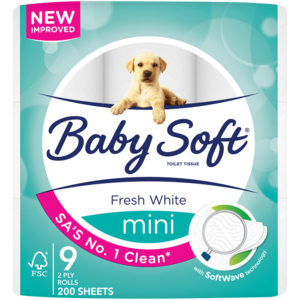 NEW
IMPROVED
Baby Soft®
TOILET TISSUE
Fresh White
mini
SA'S No. 1 Clean*
with SoftWave technology
FSC
9
2 PLY
ROLLS
200 SHEETS